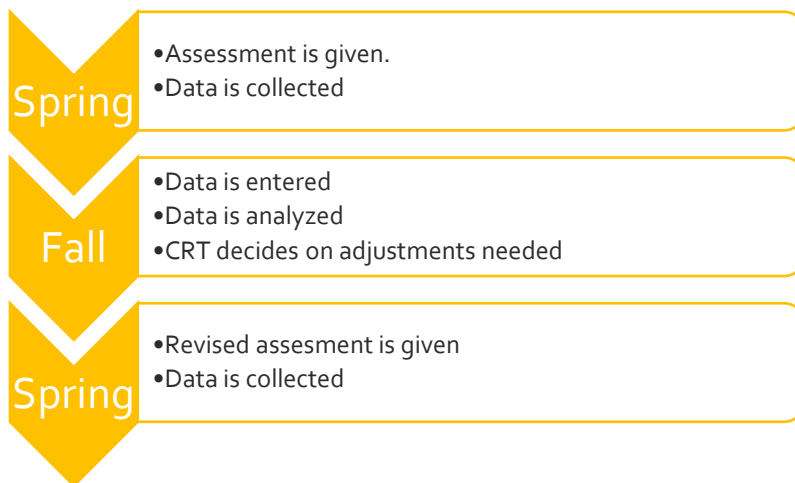 Spring
•Assessment is given.
•Data is collected
Fall
•Data is entered
•Data is analyzed
•CRT decides on adjustments needed
Spring
•Revised assesment is given
•Data is collected